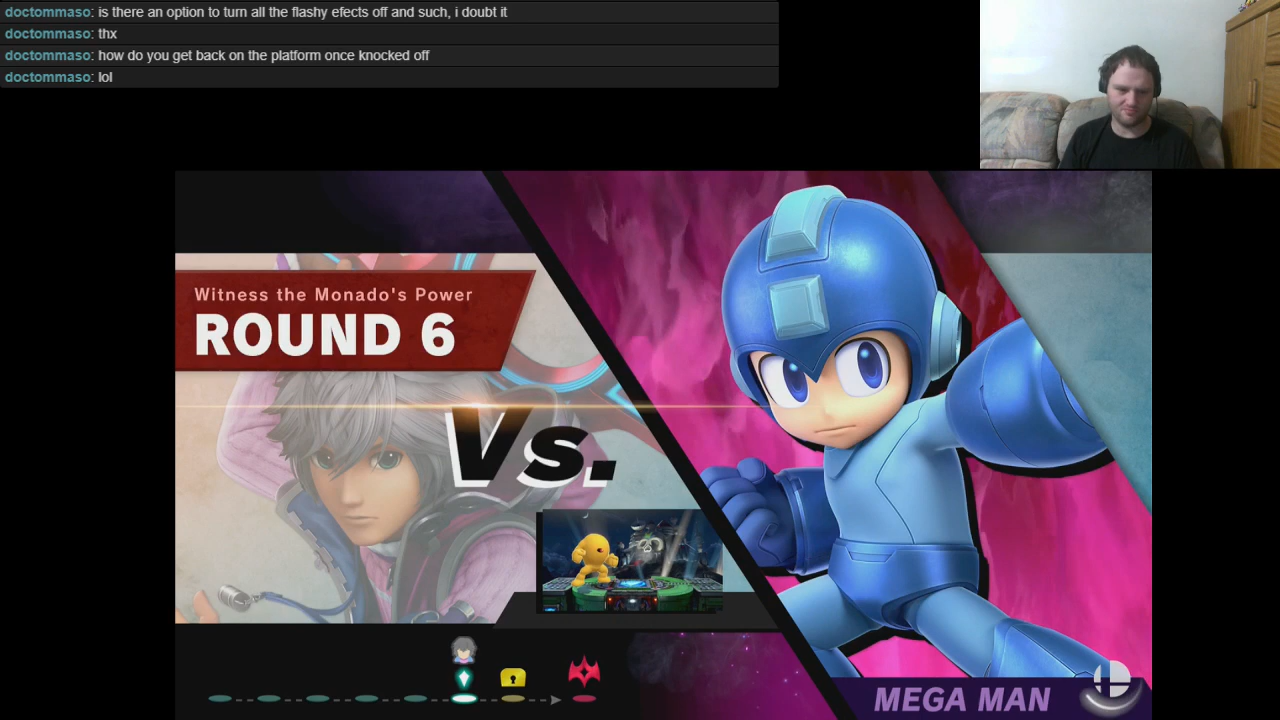 doctommaso: is there an option to turn all the flashy efects off and such, i doubt it
doctommaso: thx
doctommaso: how do you get back on the platform once knocked off
doctommaso: lol
Witness the Monado's Power
ROUND 6
Vs.
MEGA MAN